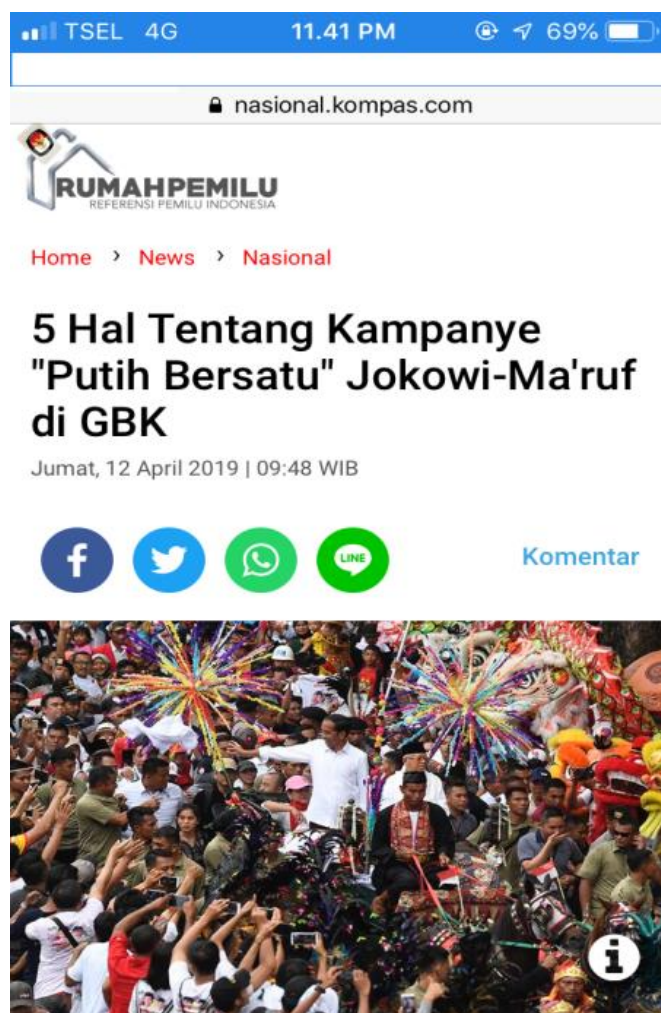 TSEL 4G 11.41 PM 69%
nasional.kompas.com
RUMAHPEMILU
REFERENSI PEMILU INDONESIA
Home › News › Nasional
5 Hal Tentang Kampanye
"Putih Bersatu" Jokowi-Ma'ruf
di GBK
Jumat, 12 April 2019 | 09:48 WIB
f LINE Komentar
i